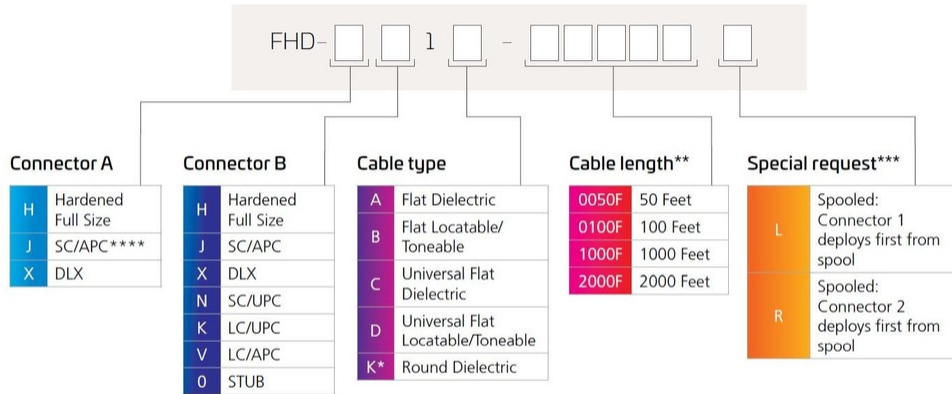 FHD- 1 -
Connector A
H Hardened
Full Size
J SC/APC****
X DLX
Connector B
H Hardened
Full Size
J SC/APC
X DLX
N SC/UPC
K LC/UPC
V LC/APC
0 STUB
Cable type
A Flat Dielectric
B Flat Locatable/
Toneable
C Universal Flat
Dielectric
D Universal Flat
Locatable/Toneable
K* Round Dielectric
Cable length**
0050F 50 Feet
0100F 100 Feet
1000F 1000 Feet
2000F 2000 Feet
Special request***
L Spooled:
Connector 1
deploys first from
spool
R Spooled:
Connector 2
deploys first from
spool